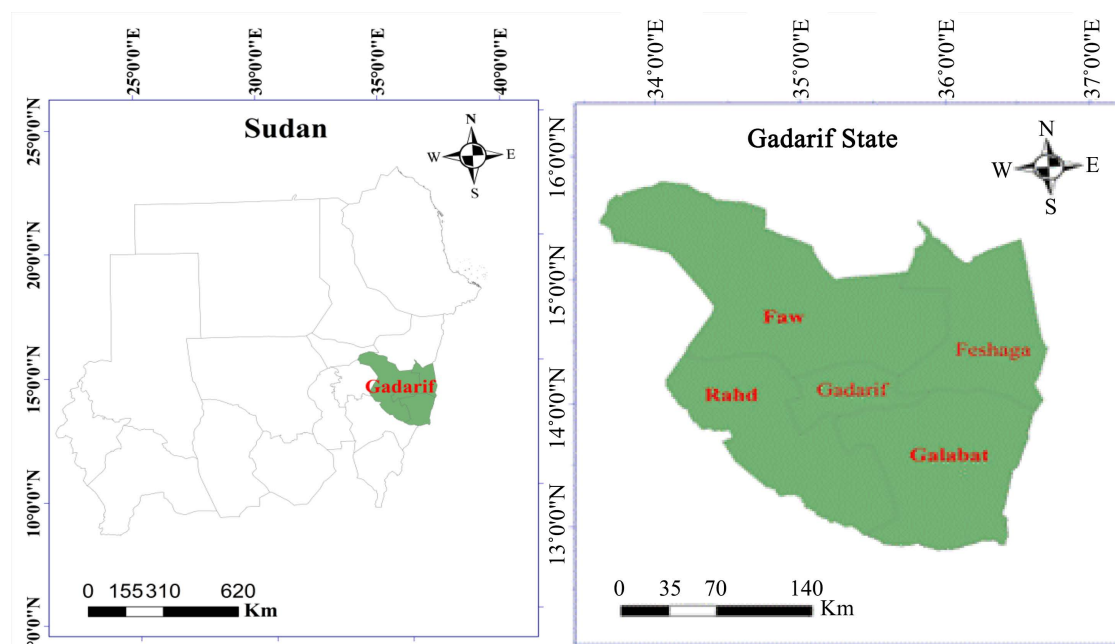 25°0'0"E
30°0'0"E
35°0'0"E
40°0'0"E
25°0'0"N
20°0'0"N
15°0'0"N
10°0'0"N
Sudan
N
W
E
S
Gadarif
0 155310 620
Km
34°0'0"E
35°0'0"E
36°0'0"E
37°0'0"E
16°0'0"N
15°0'0"N
14°0'0"N
13°0'0"N
Gadarif State
N
W
E
S
Faw
Feshaga
Rahd
Gadarif
Galabat
0 35 70 140
Km